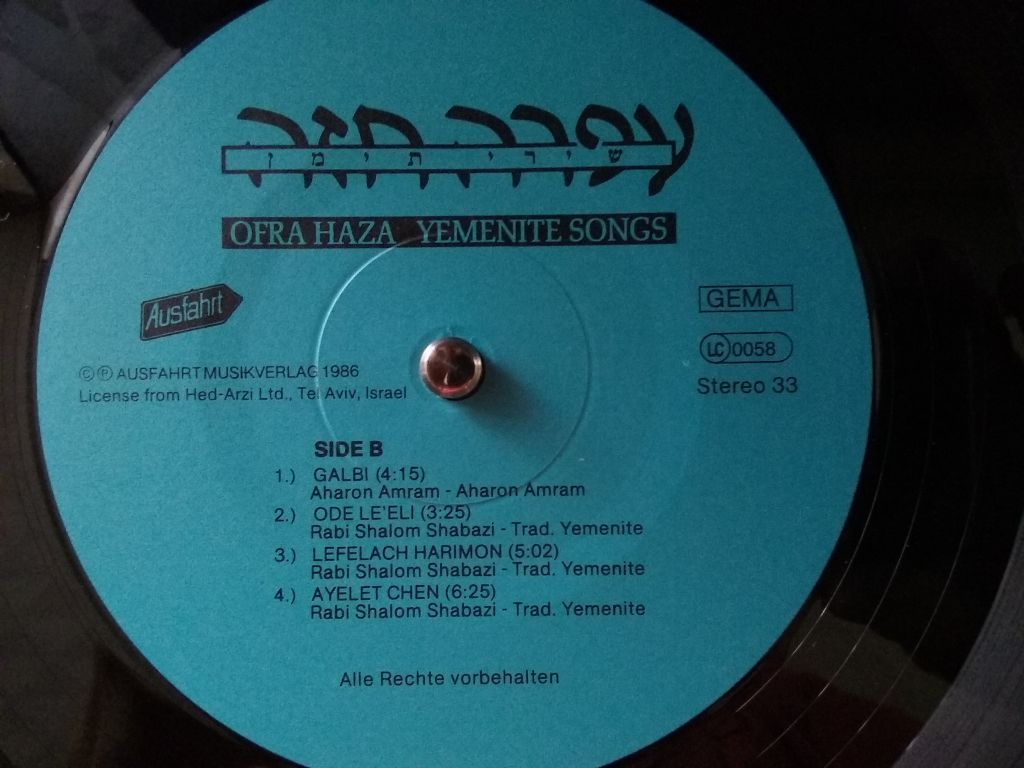 עפרה חזה
שירי תימן
OFRA HAZA YEMENITE SONGS
Ausfahrt
GEMA
LC 0058
Stereo 33
© ℗ AUSFAHRT MUSIKVERLAG 1986
License from Hed-Arzi Ltd., Tel Aviv, Israel
SIDE B
1.) GALBI (4:15)
Aharon Amram - Aharon Amram
2.) ODE LE'ELI (3:25)
Rabi Shalom Shabazi - Trad. Yemenite
3.) LEFELACH HARIMON (5:02)
Rabi Shalom Shabazi - Trad. Yemenite
4.) AYELET CHEN (6:25)
Rabi Shalom Shabazi - Trad. Yemenite
Alle Rechte vorbehalten